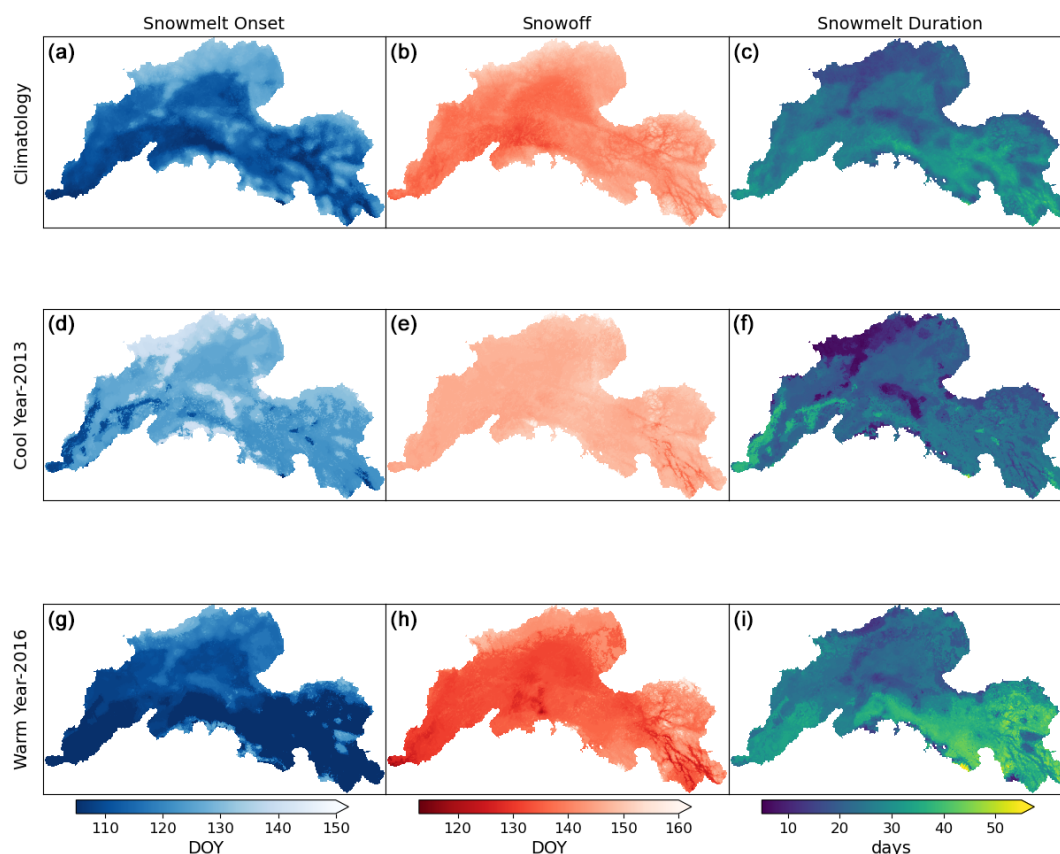 Snowmelt Onset Snowoff Snowmelt Duration
Climatology
(a) (b) (c)
Cool Year-2013
(d) (e) (f)
Warm Year-2016
(g) (h) (i)
110 120 130 140 150 120 130 140 150 160 10 20 30 40 50
DOY DOY days